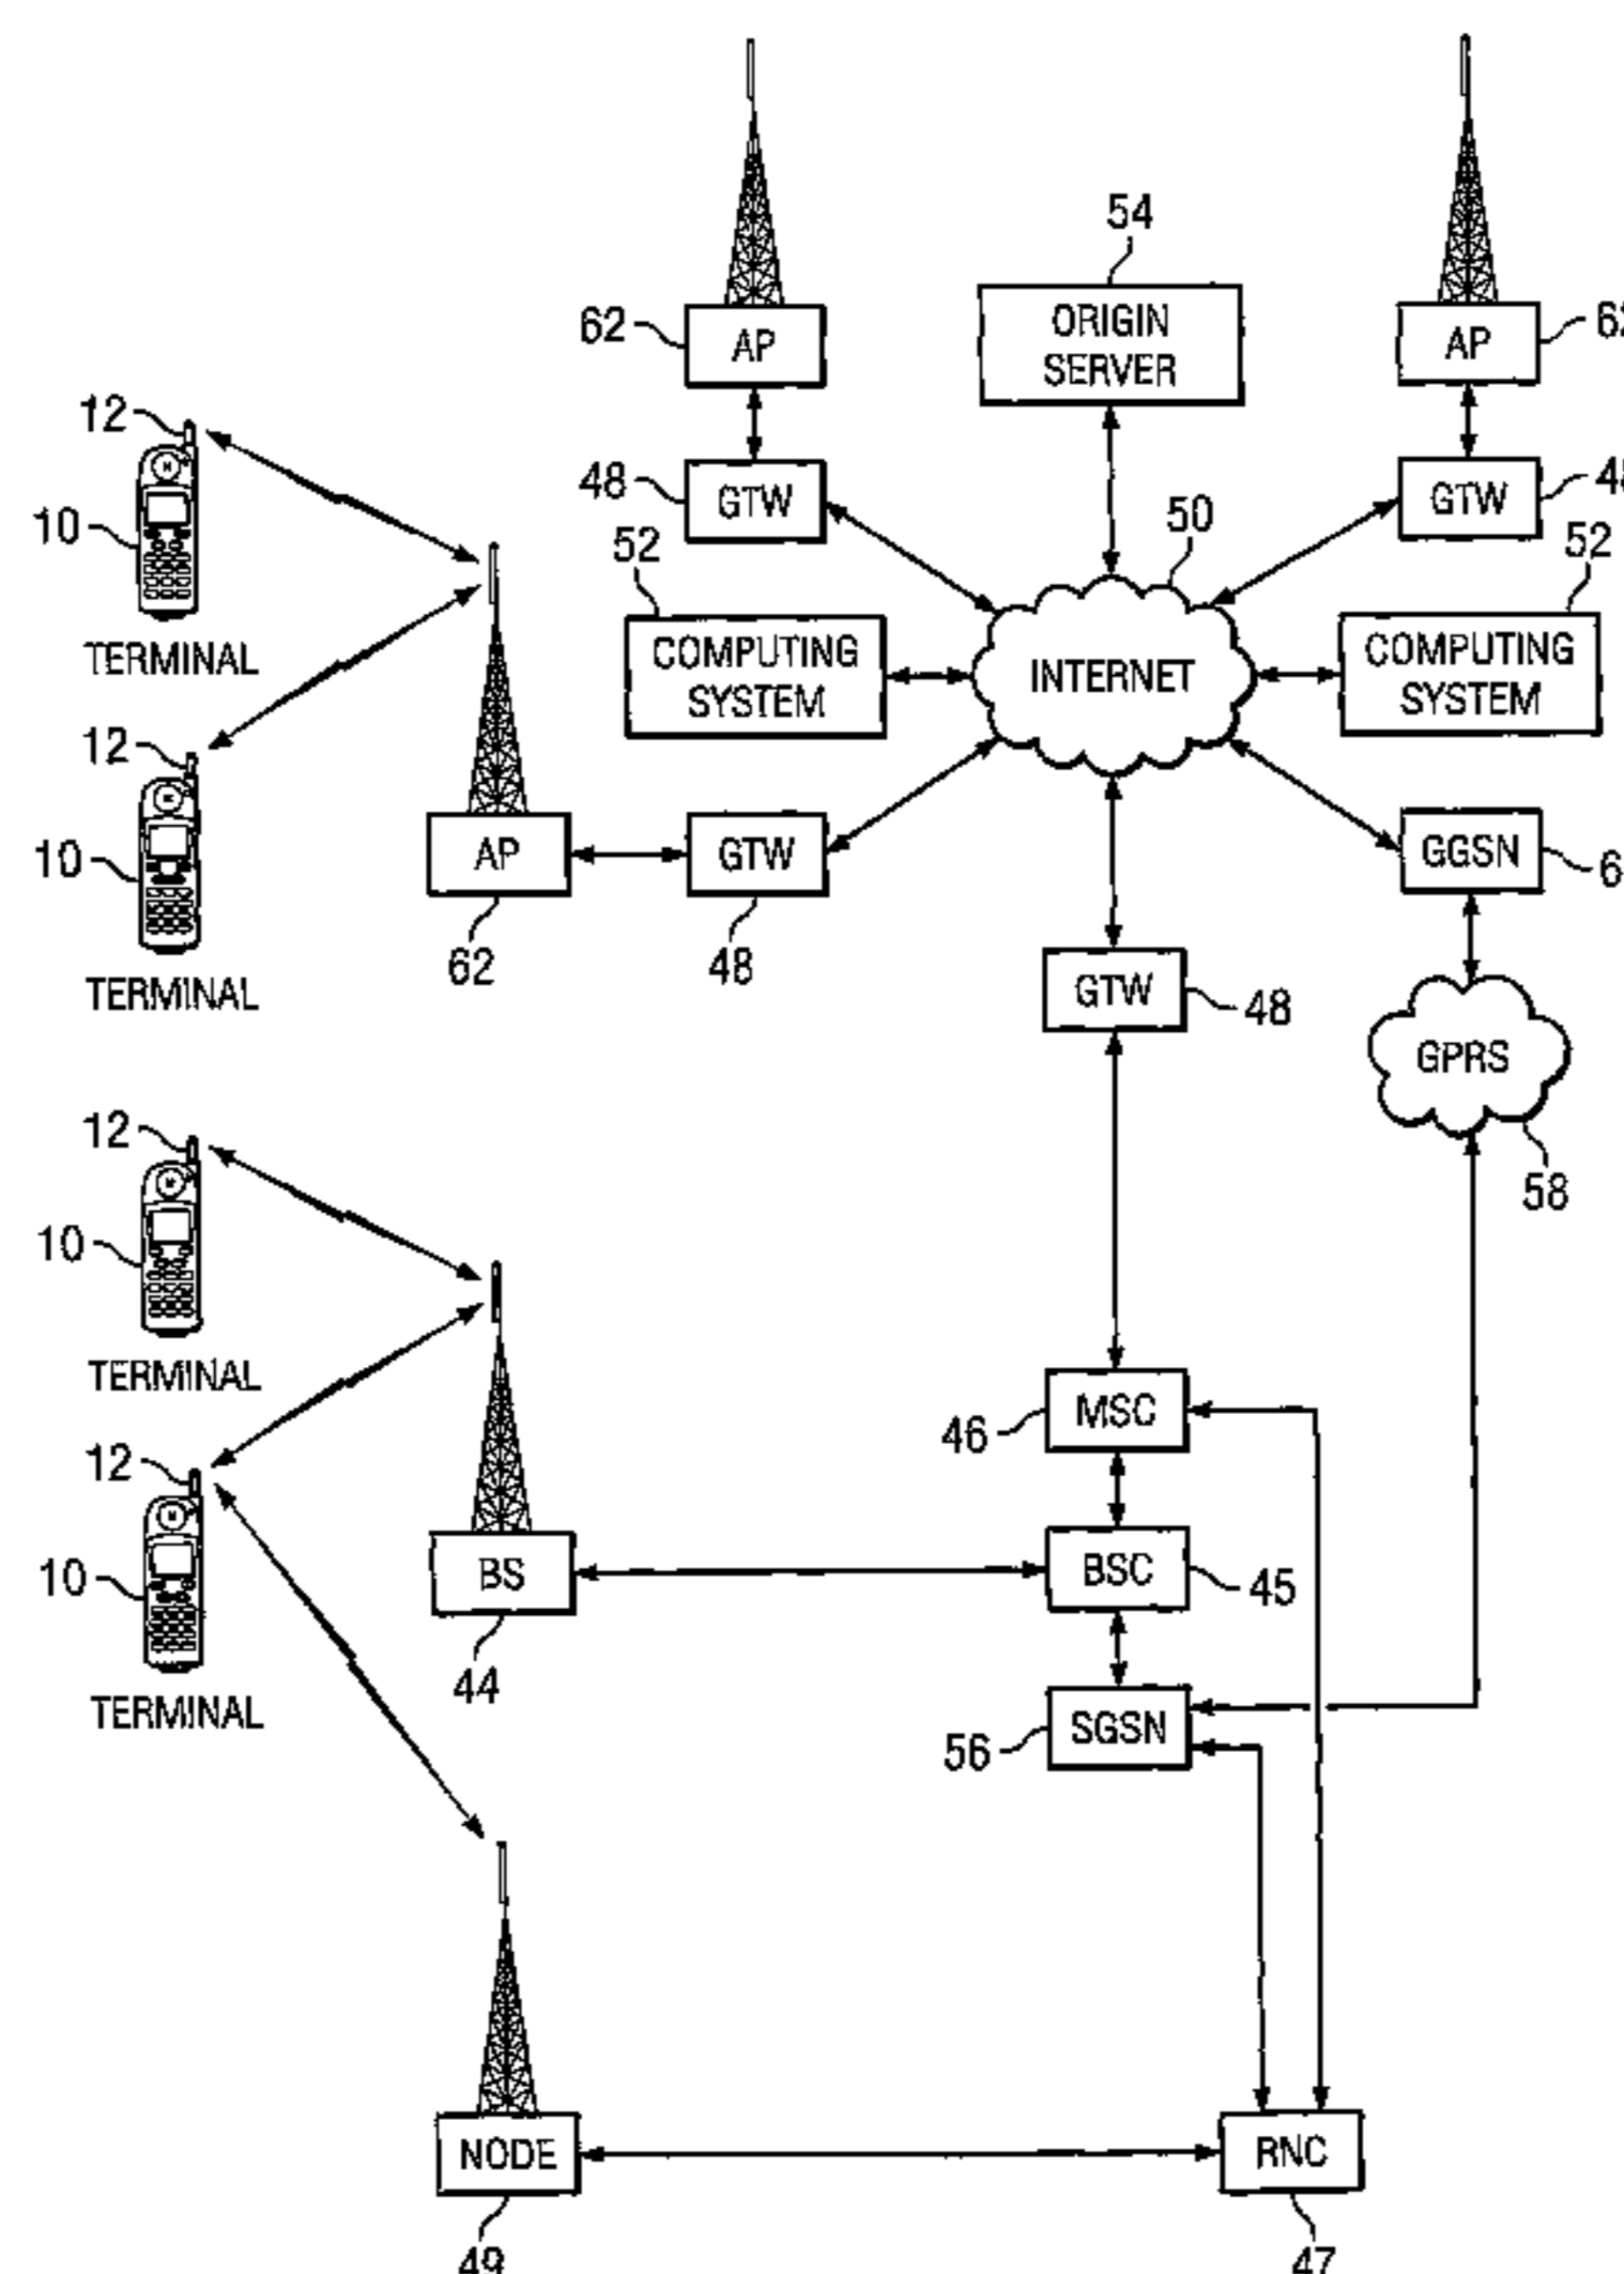 54
62
AP
ORIGIN
SERVER
AP
12
48
GTW
GTW
10
52
50
52
TERMINAL
COMPUTING
SYSTEM
INTERNET
COMPUTING
SYSTEM
12
10
AP
GTW
GGSN
62
48
TERMINAL
GTW
48
GPRS
58
12
10
TERMINAL
46
MSC
12
10
BS
BSC
45
44
TERMINAL
56
SGSN
NODE
RNC
49
47